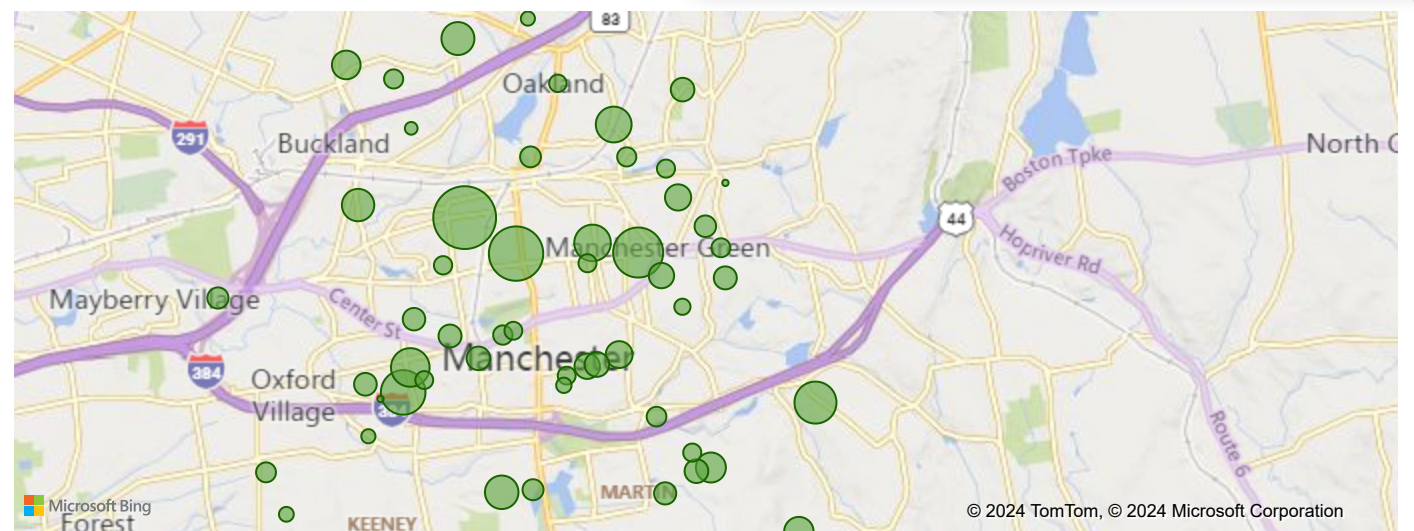 83
Oakland
291
Buckland
North
Boston Tpke
44
Manchester Green
Hopriver Rd
Mayberry Village
Center St
Manchester
384
Oxford
Village
Route 6
MARTIN
Microsoft Bing
© 2024 TomTom, © 2024 Microsoft Corporation
Forest
KEENEY